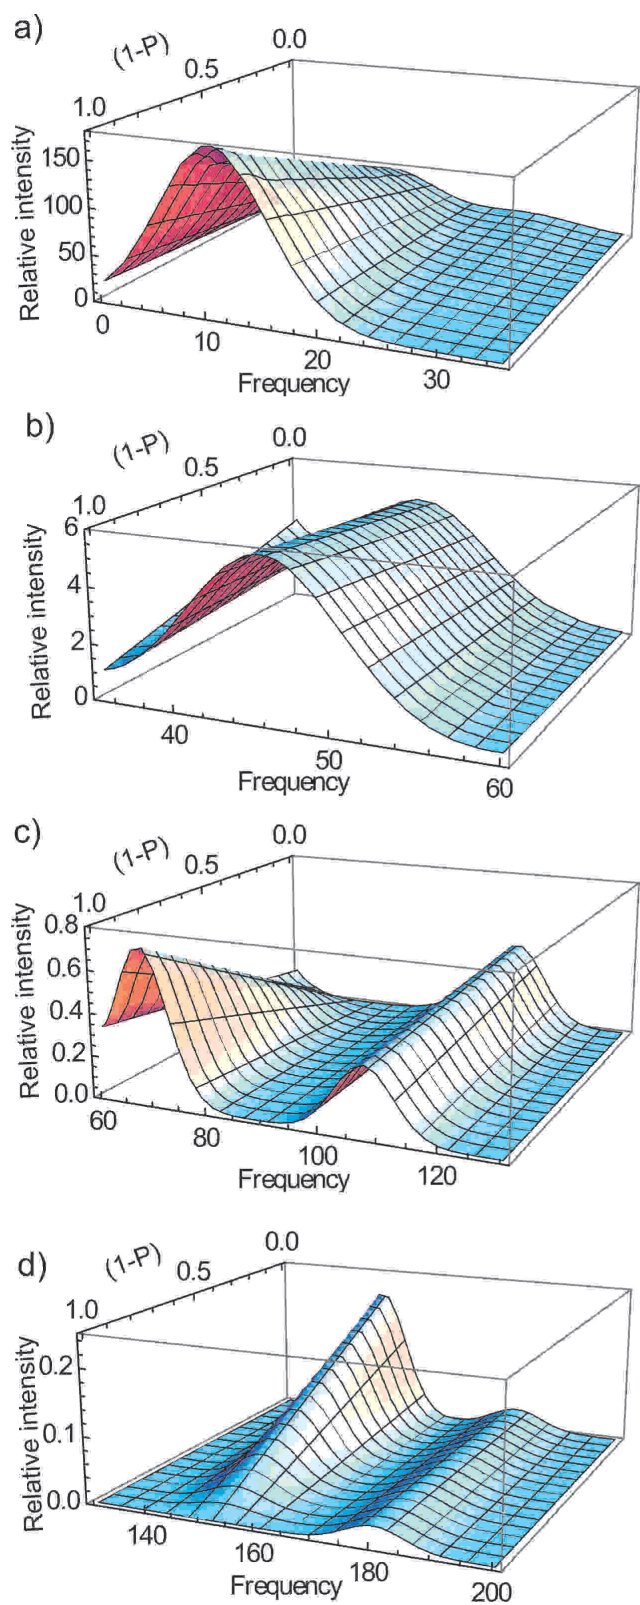 a)
(1-P)
0.0
0.5
1.0
Relative intensity
150
100
50
0
0
10
20
30
Frequency
b)
(1-P)
0.0
0.5
1.0
Relative intensity
6
4
2
0
40
50
60
Frequency
c)
(1-P)
0.0
0.5
1.0
Relative intensity
0.8
0.6
0.4
0.2
0.0
60
80
100
120
Frequency
d)
(1-P)
0.0
0.5
1.0
Relative intensity
0.2
0.1
0.0
140
160
180
200
Frequency